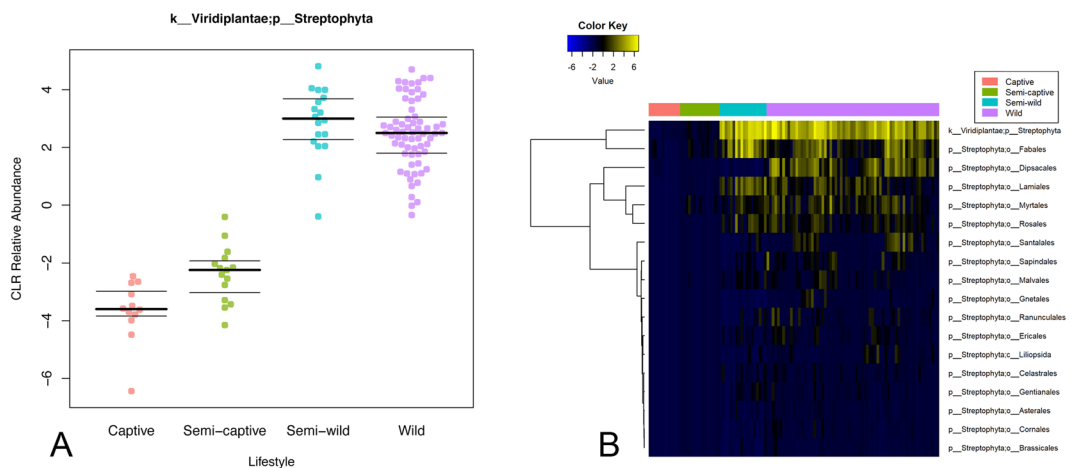 k__Viridiplantae;p__Streptophyta
CLR Relative Abundance
4
2
0
−2
−4
−6
Captive Semi−captive Semi−wild Wild
Lifestyle
A
Color Key
-6 -2 2 6
Value
Captive
Semi-captive
Semi-wild
Wild
k__Viridiplantae;p__Streptophyta
p__Streptophyta;o__Fabales
p__Streptophyta;o__Dipsacales
p__Streptophyta;o__Lamiales
p__Streptophyta;o__Myrtales
p__Streptophyta;o__Rosales
p__Streptophyta;o__Santalales
p__Streptophyta;o__Sapindales
p__Streptophyta;o__Malvales
p__Streptophyta;o__Gnetales
p__Streptophyta;o__Ranunculales
p__Streptophyta;o__Ericales
p__Streptophyta;c__Liliopsida
p__Streptophyta;o__Celastrales
p__Streptophyta;o__Gentianales
p__Streptophyta;o__Asterales
p__Streptophyta;o__Cornales
p__Streptophyta;o__Brassicales
B